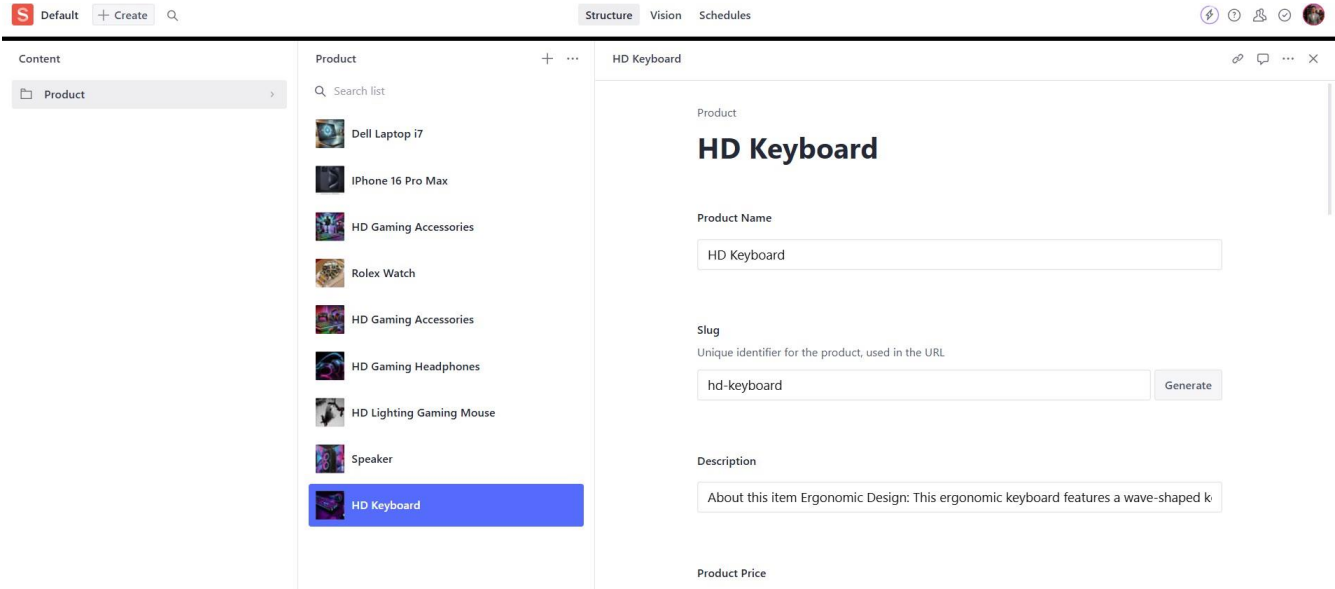 S Default + Create
Structure Vision Schedules
Content
Product
Product
Search list
Dell Laptop i7
IPhone 16 Pro Max
HD Gaming Accessories
Rolex Watch
HD Gaming Accessories
HD Gaming Headphones
HD Lighting Gaming Mouse
Speaker
HD Keyboard
HD Keyboard
Product
HD Keyboard
Product Name
HD Keyboard
Slug
Unique identifier for the product, used in the URL
hd-keyboard
Generate
Description
About this item Ergonomic Design: This ergonomic keyboard features a wave-shaped k
Product Price